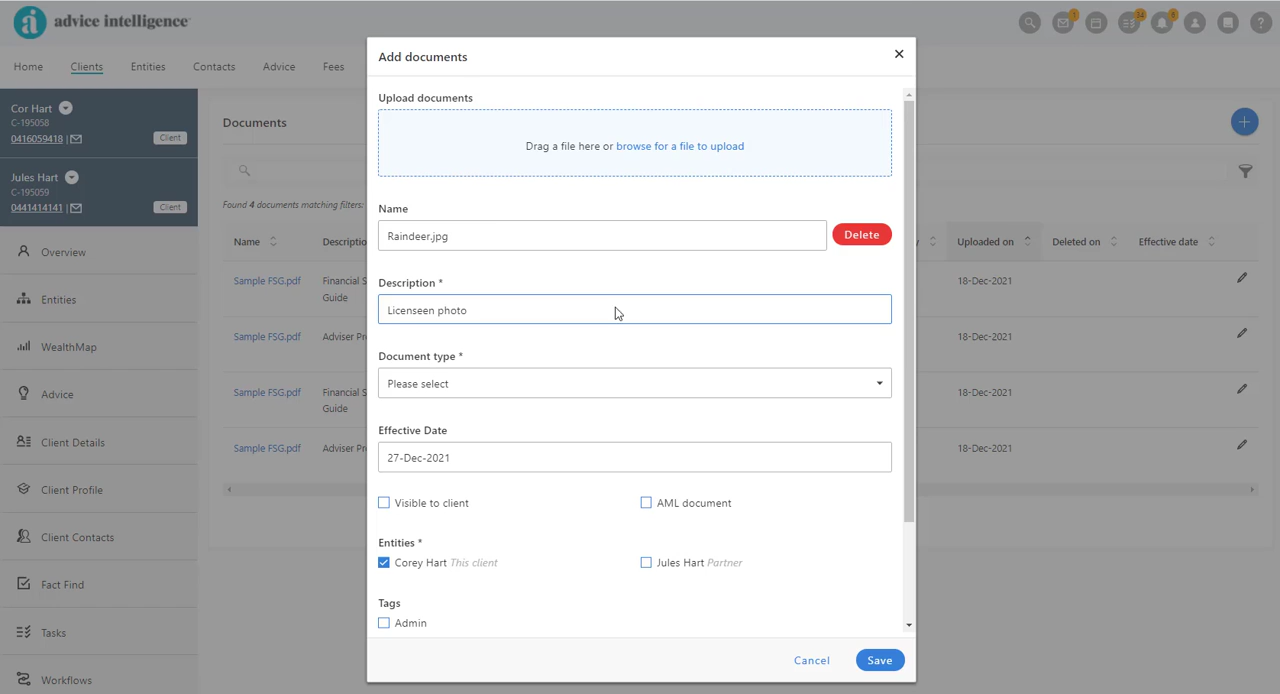 advice intelligence
1
14
8
?
Home Clients Entities Contacts Advice Fees
Cor Hart
C-195058
0416059418 |
Client
Jules Hart
C-195059
0441414141 |
Client
Overview
Entities
WealthMap
Advice
Client Details
Client Profile
Client Contacts
Fact Find
Tasks
Workflows
Documents
Found 4 documents matching filters:
Name Uploaded on Deleted on Effective date
Sample FSG.pdf Financial
Guide 18-Dec-2021
Sample FSG.pdf Adviser 18-Dec-2021
Sample FSG.pdf Financial
Guide 18-Dec-2021
Sample FSG.pdf Adviser 18-Dec-2021
Add documents
Upload documents
Drag a file here or browse for a file to upload
Name
Raindeer.jpg Delete
Description *
Licenseen photo
Document type *
Please select
Effective Date
27-Dec-2021
Visible to client AML document
Entities *
Corey Hart This client Jules Hart Partner
Tags
Admin
Cancel Save